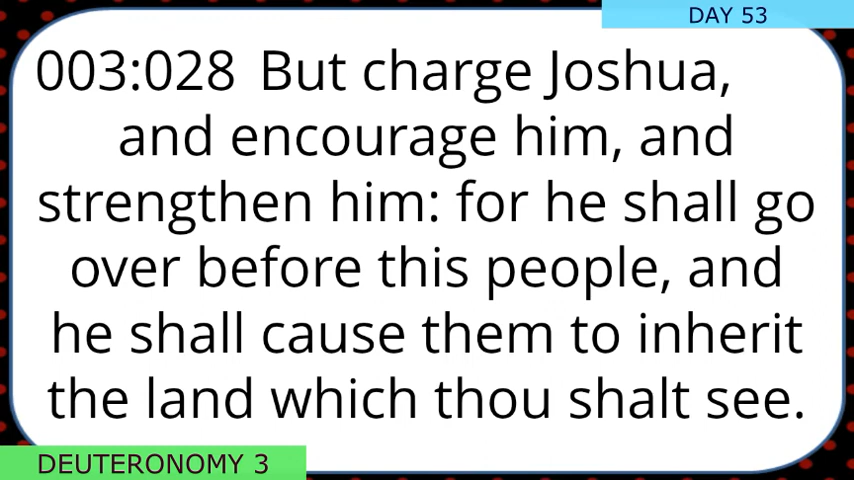 DAY 53
003:028 But charge Joshua,
and encourage him, and
strengthen him: for he shall go
over before this people, and
he shall cause them to inherit
the land which thou shalt see.
DEUTERONOMY 3